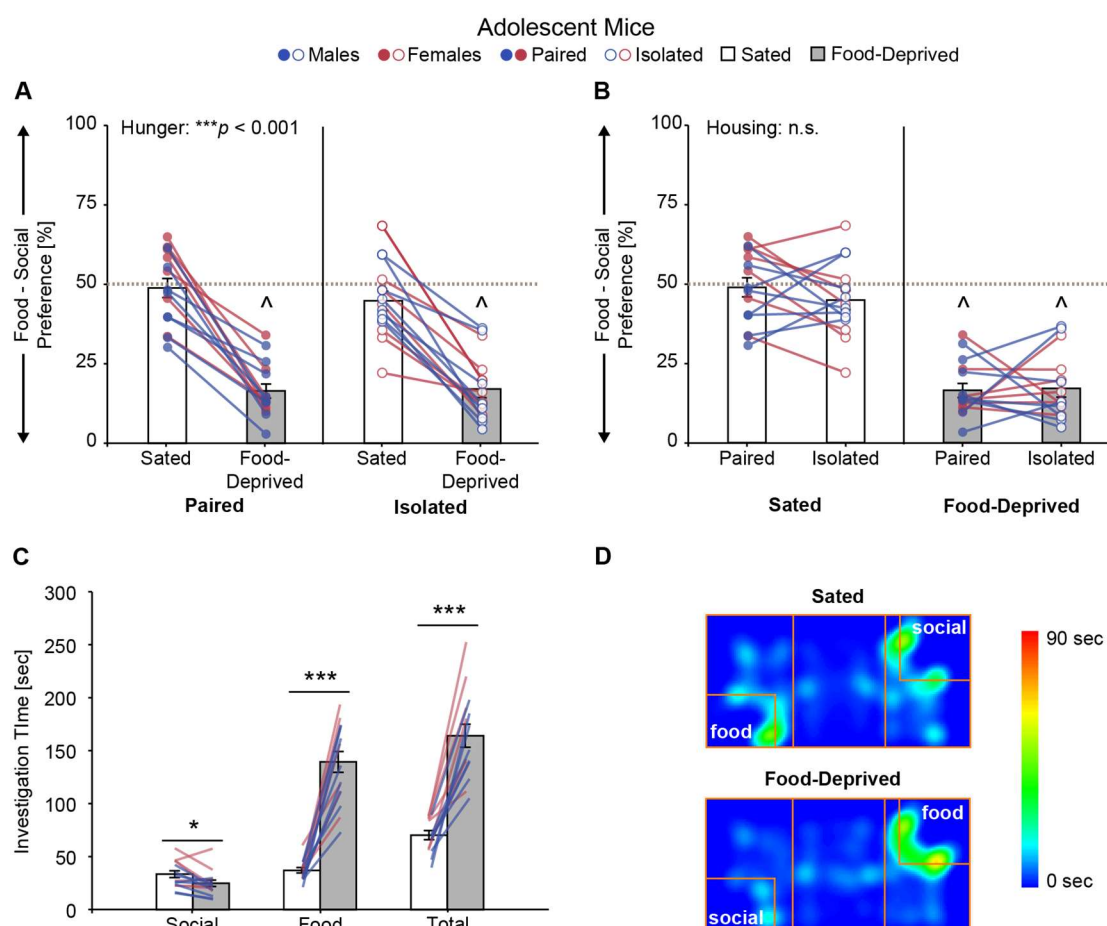 Adolescent Mice
Males Females Paired Isolated Sated Food-Deprived
A
Food - Social
Preference [%]
Hunger: ***p < 0.001
100
75
50
25
0
^
^
Sated
Food-
Deprived
Sated
Food-
Deprived
Paired
Isolated
B
Food - Social
Preference [%]
Housing: n.s.
100
75
50
25
0
^
^
Paired
Isolated
Paired
Isolated
Sated
Food-Deprived
C
Investigation TIme [sec]
300
250
200
150
100
50
0
*
***
***
Social
Food
Total
D
Sated
social
food
Food-Deprived
food
social
90 sec
0 sec